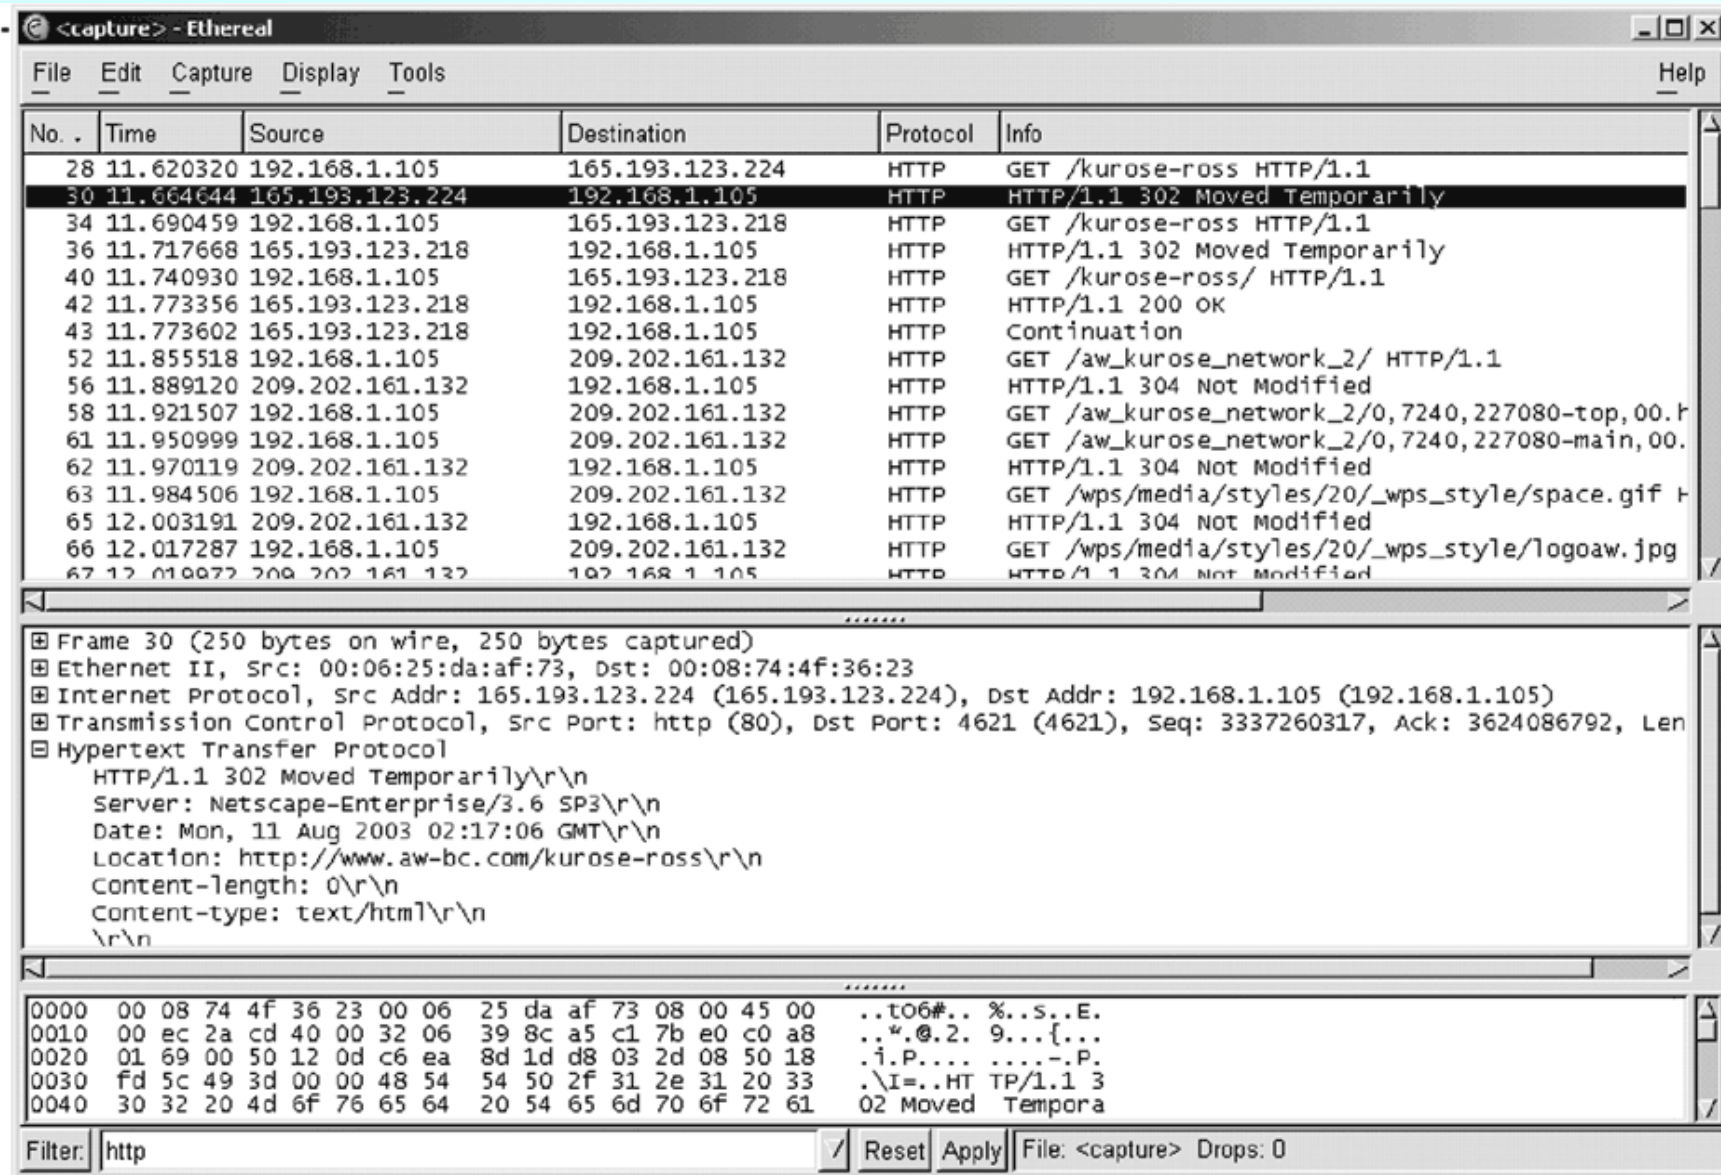 <capture> - Ethereal
File Edit Capture Display Tools Help
No. . Time Source Destination Protocol Info
28 11.620320 192.168.1.105 165.193.123.224 HTTP GET /kurose-ross HTTP/1.1
30 11.664644 165.193.123.224 192.168.1.105 HTTP HTTP/1.1 302 Moved Temporarily
34 11.690459 192.168.1.105 165.193.123.218 HTTP GET /kurose-ross HTTP/1.1
36 11.717668 165.193.123.218 192.168.1.105 HTTP HTTP/1.1 302 Moved Temporarily
40 11.740930 192.168.1.105 165.193.123.218 HTTP GET /kurose-ross/ HTTP/1.1
42 11.773356 165.193.123.218 192.168.1.105 HTTP HTTP/1.1 200 OK
43 11.773602 165.193.123.218 192.168.1.105 HTTP Continuation
52 11.855518 192.168.1.105 209.202.161.132 HTTP GET /aw_kurose_network_2/ HTTP/1.1
56 11.889120 209.202.161.132 192.168.1.105 HTTP HTTP/1.1 304 Not Modified
58 11.921507 192.168.1.105 209.202.161.132 HTTP GET /aw_kurose_network_2/0,7240,227080-top,00.h
61 11.950999 192.168.1.105 209.202.161.132 HTTP GET /aw_kurose_network_2/0,7240,227080-main,00.
62 11.970119 209.202.161.132 192.168.1.105 HTTP HTTP/1.1 304 Not Modified
63 11.984506 192.168.1.105 209.202.161.132 HTTP GET /wps/media/styles/20/_wps_style/space.gif H
65 12.003191 209.202.161.132 192.168.1.105 HTTP HTTP/1.1 304 Not Modified
66 12.017287 192.168.1.105 209.202.161.132 HTTP GET /wps/media/styles/20/_wps_style/logoaw.jpg
67 12.019972 209.202.161.132 192.168.1.105 HTTP HTTP/1.1 304 Not Modified
Frame 30 (250 bytes on wire, 250 bytes captured)
Ethernet II, Src: 00:06:25:da:af:73, Dst: 00:08:74:4f:36:23
Internet Protocol, Src Addr: 165.193.123.224 (165.193.123.224), Dst Addr: 192.168.1.105 (192.168.1.105)
Transmission Control Protocol, Src Port: http (80), Dst Port: 4621 (4621), Seq: 3337260317, Ack: 3624086792, Len
Hypertext Transfer Protocol
HTTP/1.1 302 Moved Temporarily\r\n
Server: Netscape-Enterprise/3.6 SP3\r\n
Date: Mon, 11 Aug 2003 02:17:06 GMT\r\n
Location: http://www.aw-bc.com/kurose-ross\r\n
Content-length: 0\r\n
Content-type: text/html\r\n
\r\n
0000 00 08 74 4f 36 23 00 06 25 da af 73 08 00 45 00 ..tO6#.. %..s..E.
0010 00 ec 2a cd 40 00 32 06 39 8c a5 c1 7b e0 c0 a8 ..*.@.2. 9...{...
0020 01 69 00 50 12 0d c6 ea 8d 1d d8 03 2d 08 50 18 .i.P.... ....-.P.
0030 fd 5c 49 3d 00 00 48 54 54 50 2f 31 2e 31 20 33 .\I=..HT TP/1.1 3
0040 30 32 20 4d 6f 76 65 64 20 54 65 6d 70 6f 72 61 02 Moved Tempora
Filter: http Reset Apply File: <capture> Drops: 0